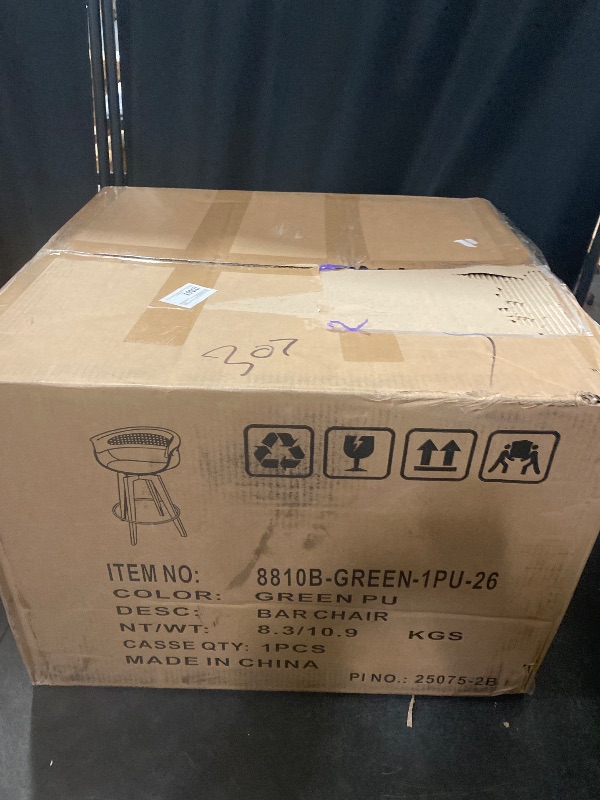 307
ITEM NO: 8810B-GREEN-1PU-26
COLOR: GREEN PU
DESC: BAR CHAIR
NT/WT: 8.3/10.9 KGS
CASSE QTY: 1PCS
MADE IN CHINA
PI NO.: 25075-2B